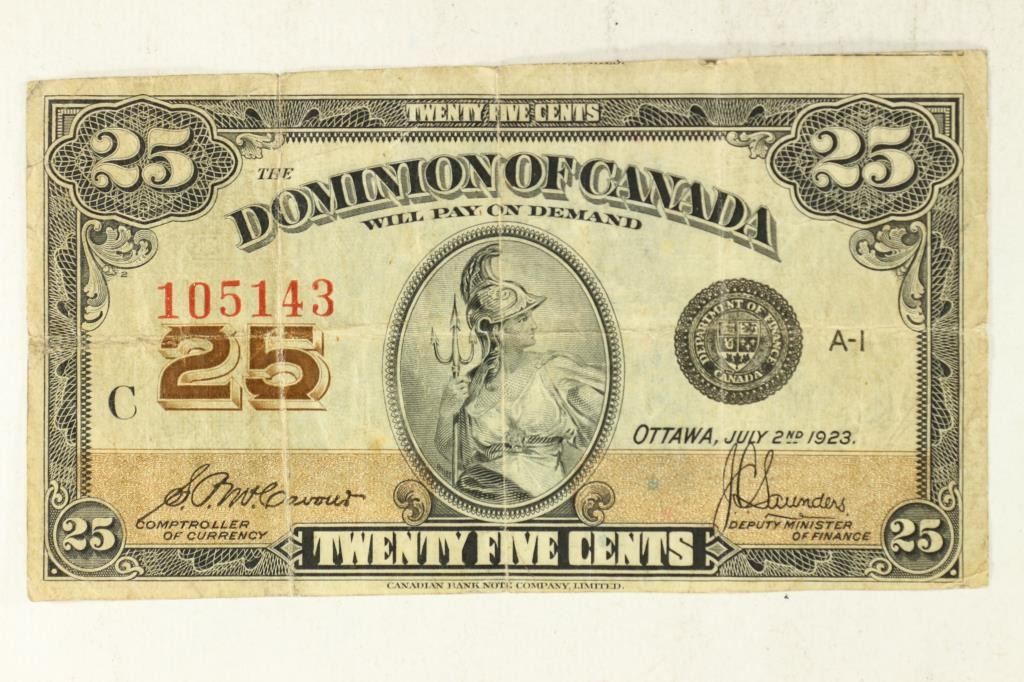 TWENTY FIVE CENTS
25 25
THE
DOMINION OF CANADA
WILL PAY ON DEMAND
2
105143
25
DEPARTMENT OF FINANCE
CANADA
A-1
C
OTTAWA, JULY 2ND 1923.
COMPTROLLER
OF CURRENCY
J.C. Saunders
DEPUTY MINISTER
OF FINANCE
25 25
TWENTY FIVE CENTS
CANADIAN BANK NOTE COMPANY, LIMITED.